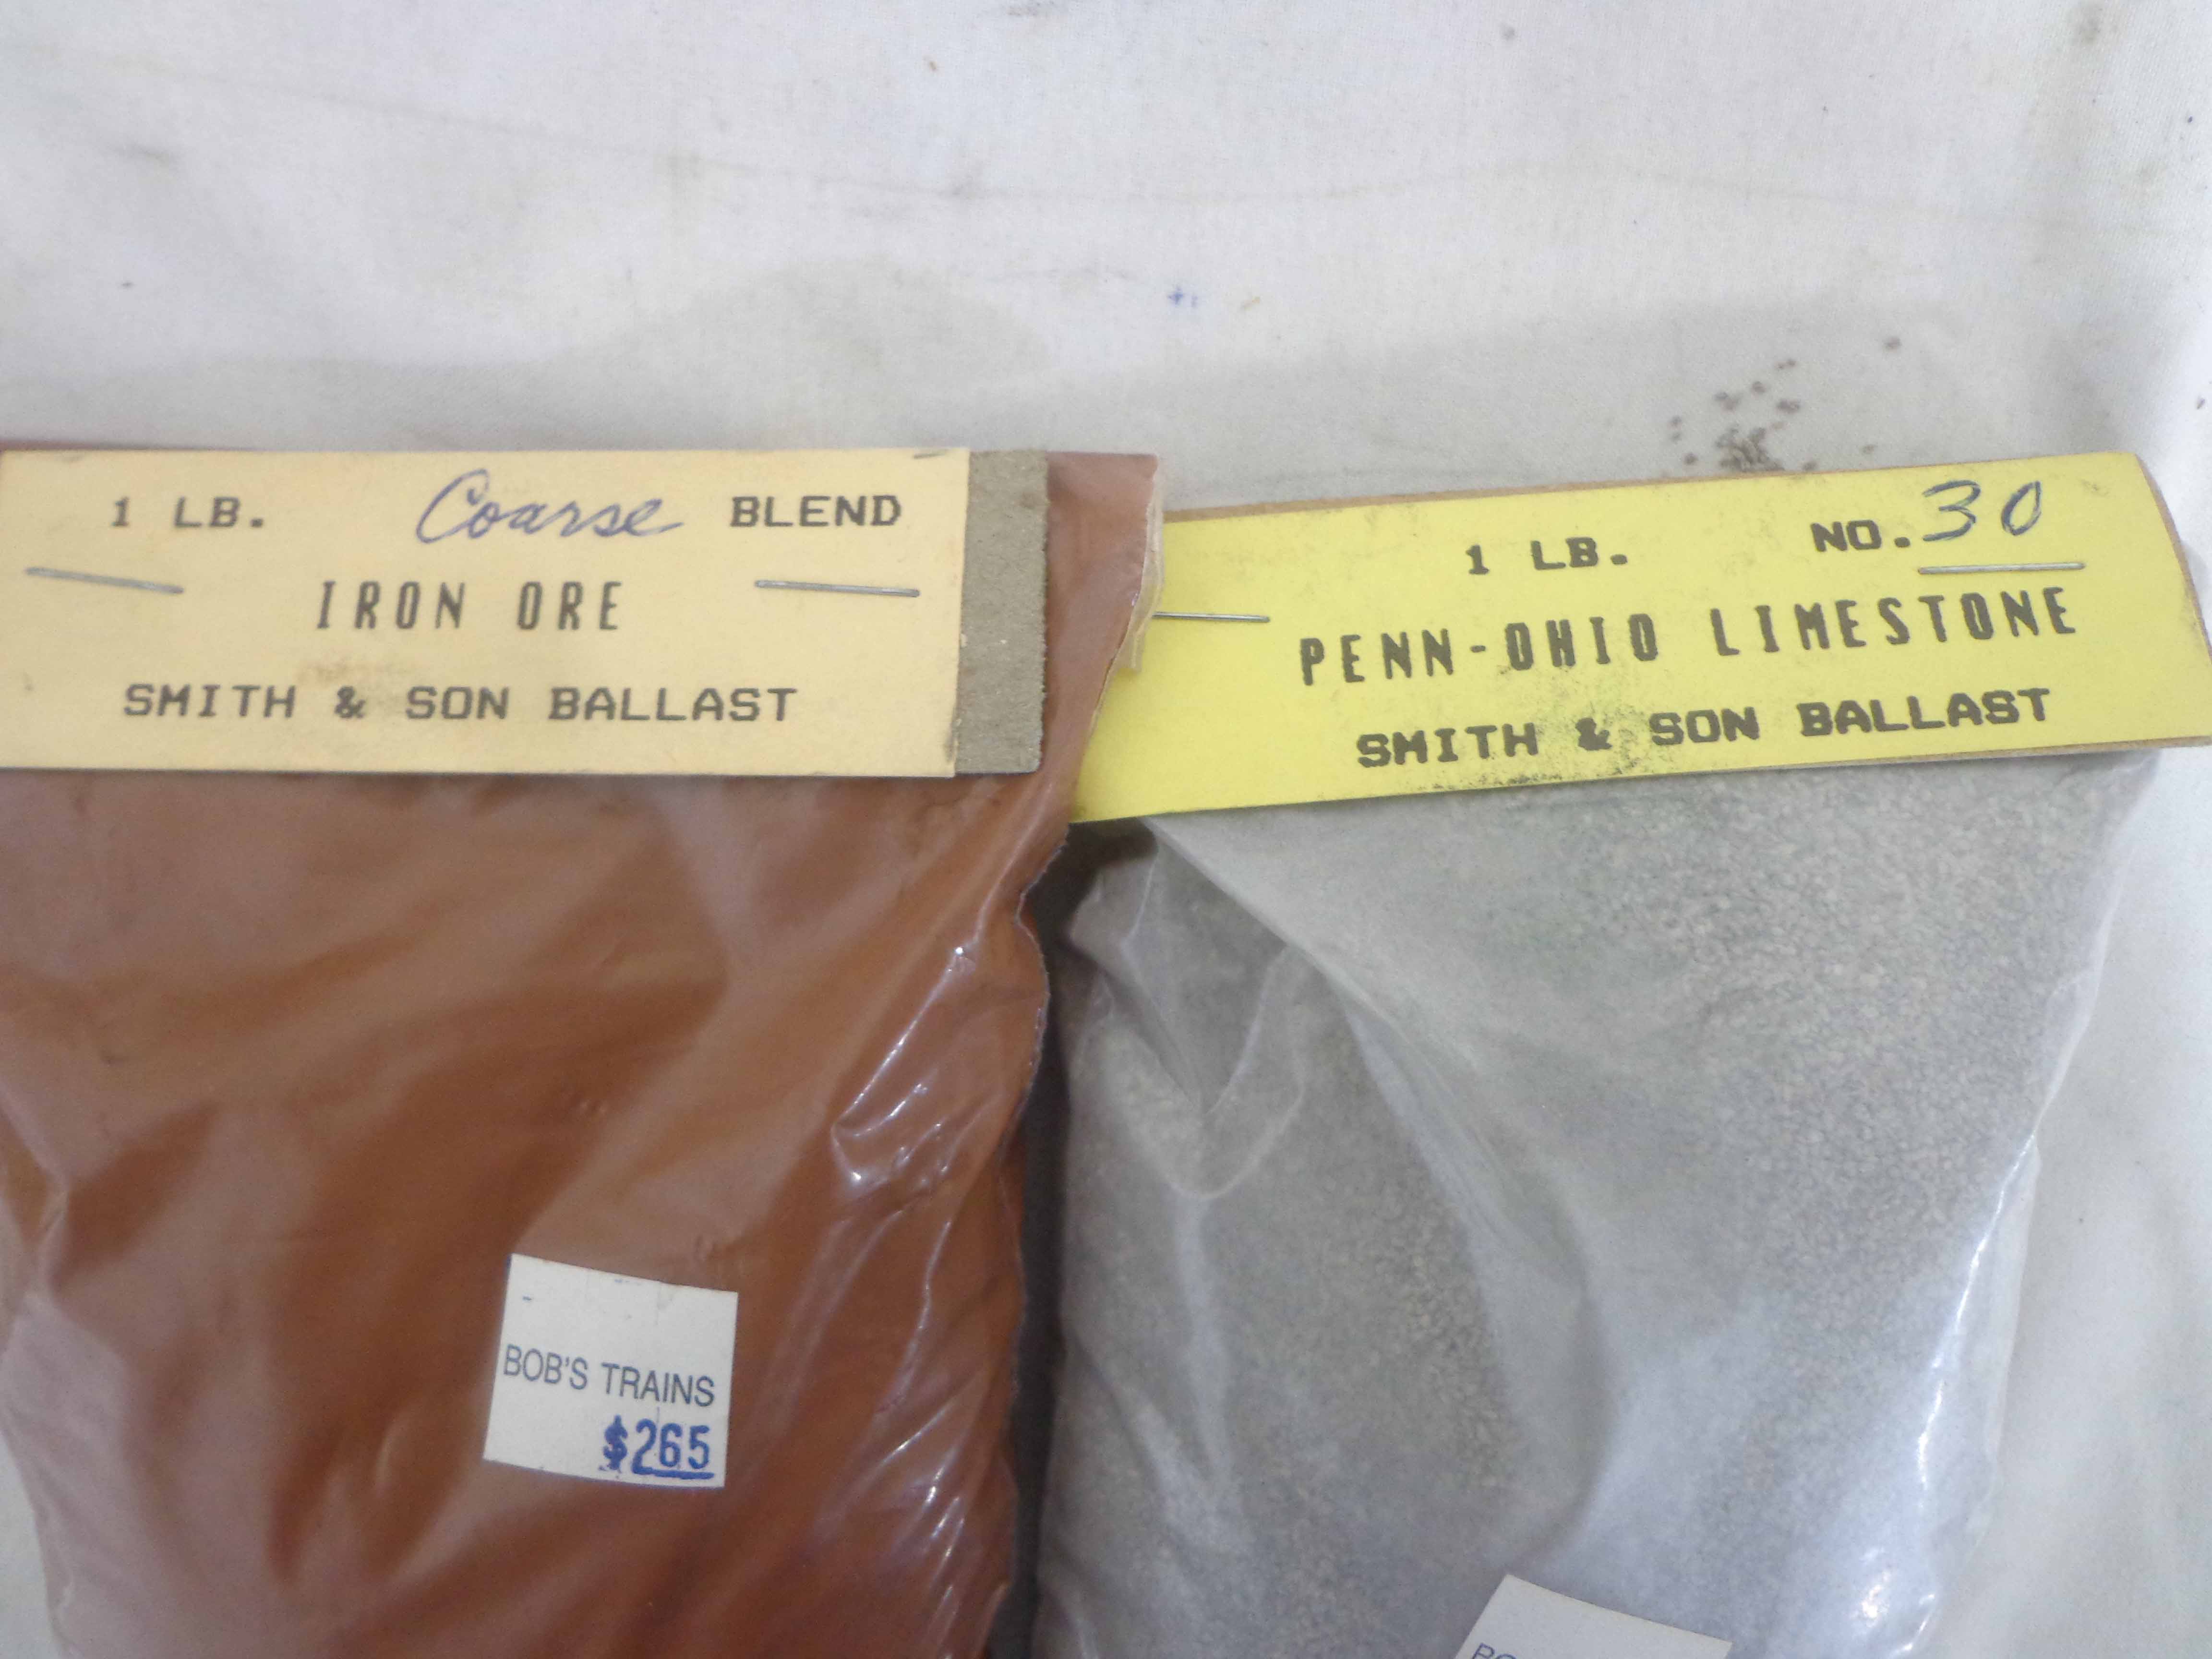 1 LB. Coarse BLEND
IRON ORE
SMITH & SON BALLAST
1 LB. NO. 30
PENN-OHIO LIMESTONE
SMITH & SON BALLAST
BOB'S TRAINS
$265